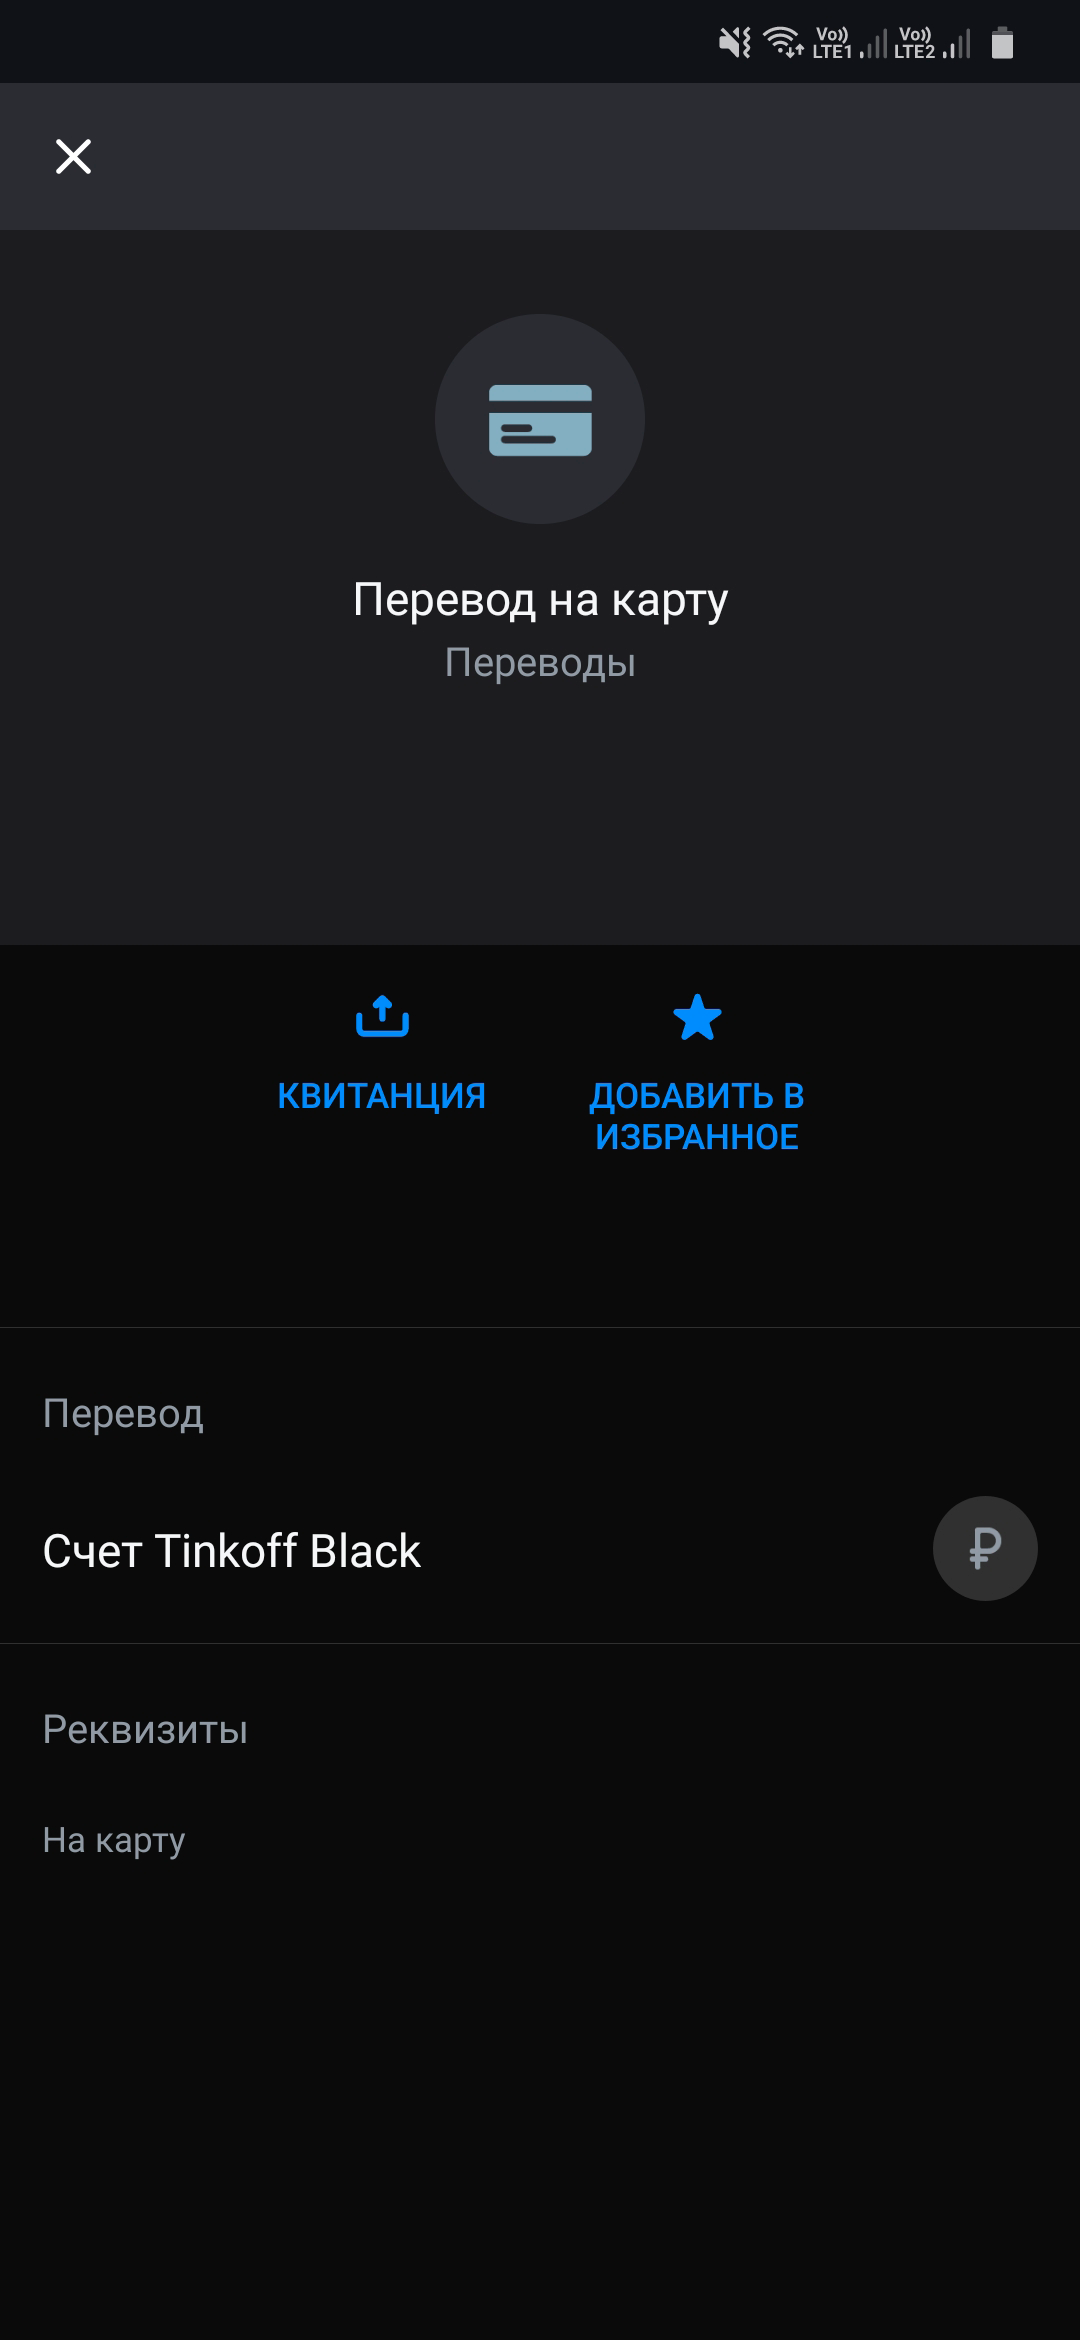 Vo)) LTE1 Vo)) LTE2
Перевод на карту
Переводы
КВИТАНЦИЯ
ДОБАВИТЬ В
ИЗБРАННОЕ
Перевод
Счет Tinkoff Black
₽
Реквизиты
На карту